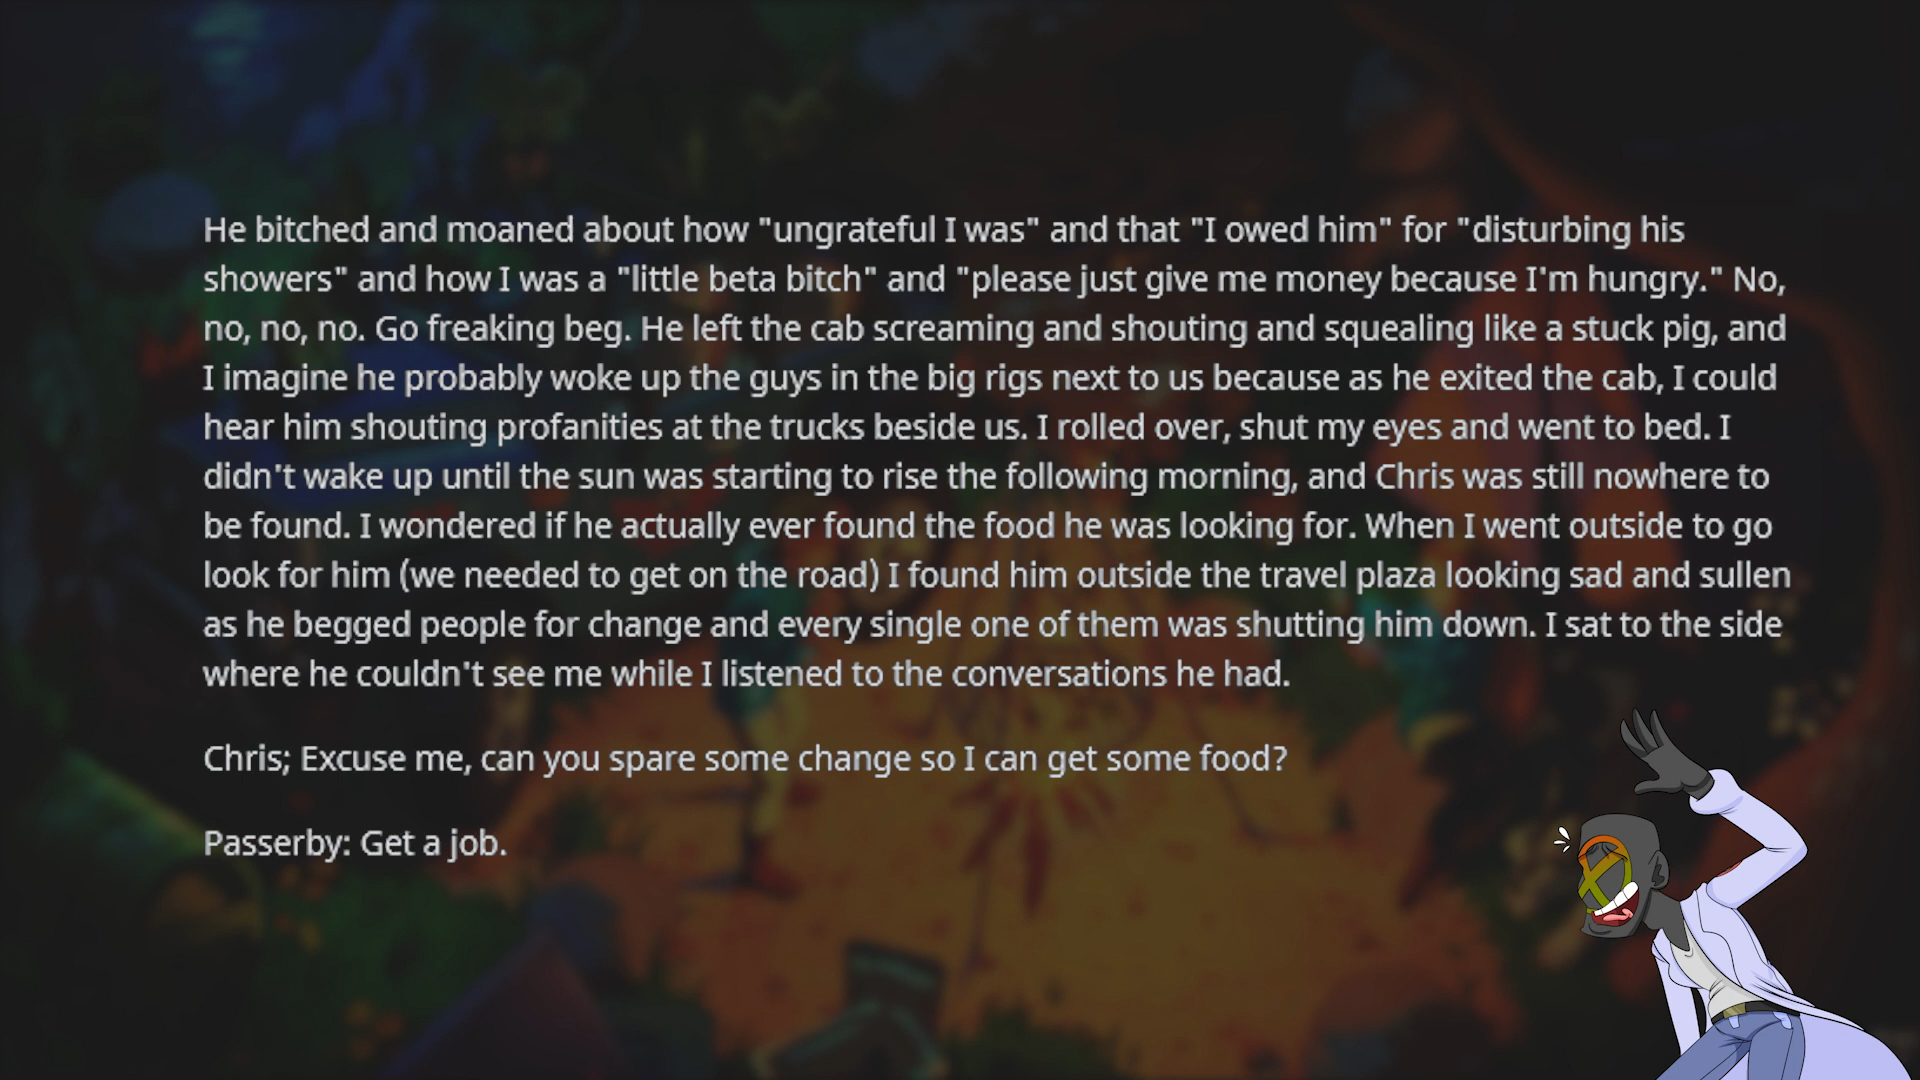 He bitched and moaned about how "ungrateful I was" and that "I owed him" for "disturbing his
showers" and how I was a "little beta bitch" and "please just give me money because I'm hungry." No,
no, no, no. Go freaking beg. He left the cab screaming and shouting and squealing like a stuck pig, and
I imagine he probably woke up the guys in the big rigs next to us because as he exited the cab, I could
hear him shouting profanities at the trucks beside us. I rolled over, shut my eyes and went to bed. I
didn't wake up until the sun was starting to rise the following morning, and Chris was still nowhere to
be found. I wondered if he actually ever found the food he was looking for. When I went outside to go
look for him (we needed to get on the road) I found him outside the travel plaza looking sad and sullen
as he begged people for change and every single one of them was shutting him down. I sat to the side
where he couldn't see me while I listened to the conversations he had.
Chris; Excuse me, can you spare some change so I can get some food?
Passerby: Get a job.